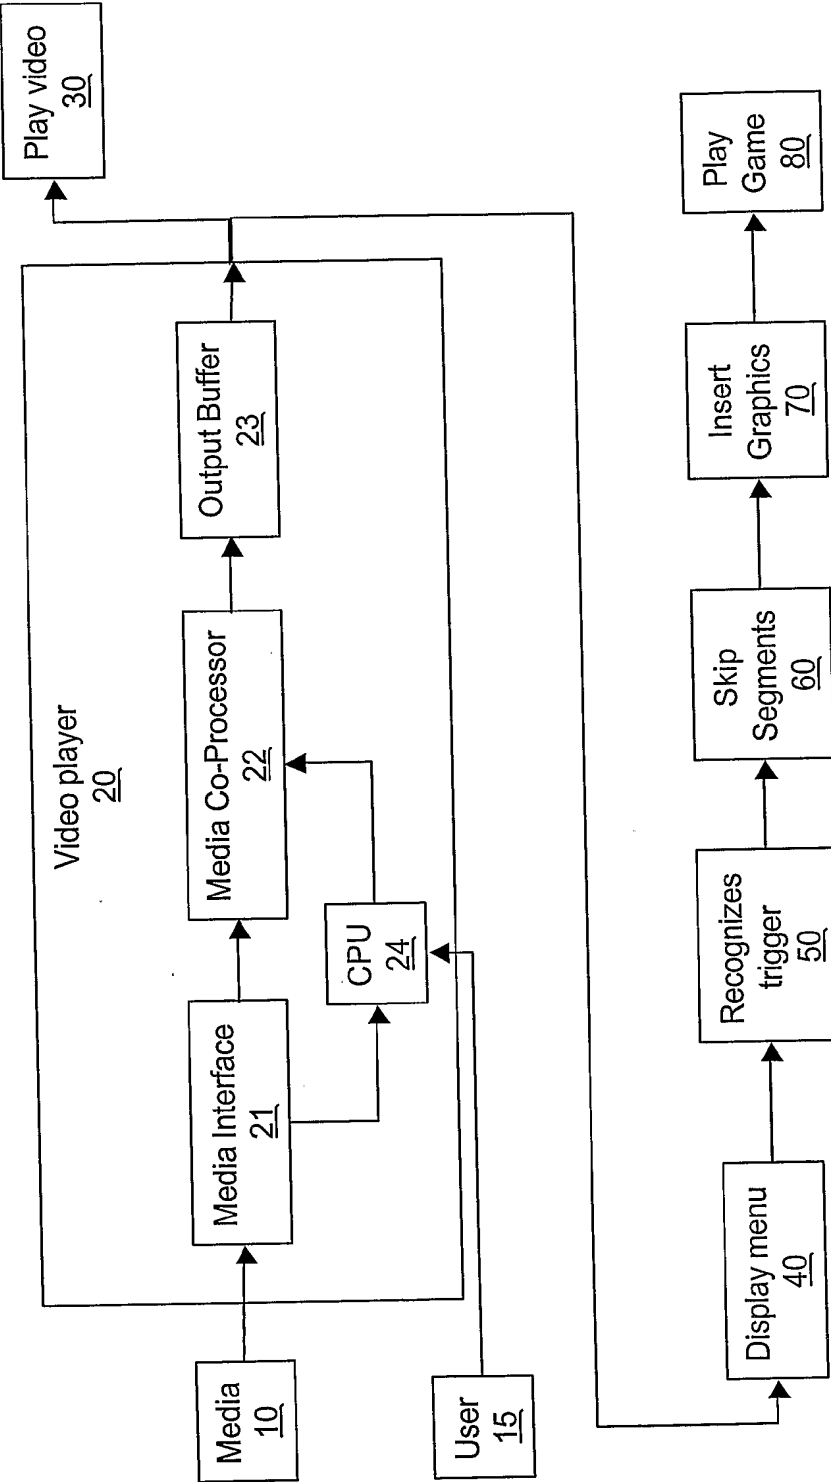 Video player
20
Media
10
Media Interface
21
Media Co-Processor
22
Output Buffer
23
Play video
30
User
15
CPU
24
Display menu
40
Recognizes
trigger
50
Skip
Segments
60
Insert
Graphics
70
Play
Game
80